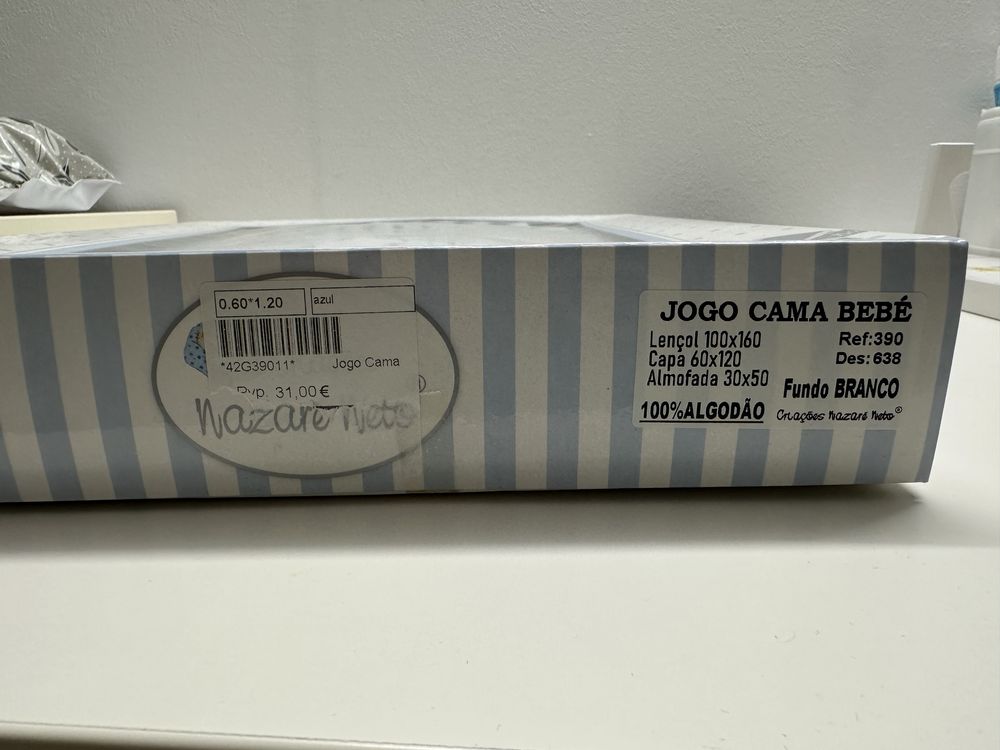 0.60*1.20 azul
*42G39011* Jogo Cama
Pvp. 31,00€
Nazaré Neto ®
JOGO CAMA BEBÉ
Lençol 100x160 Ref:390
Capa 60x120 Des: 638
Almofada 30x50 Fundo BRANCO
100%ALGODÃO Criações Nazaré Neto®